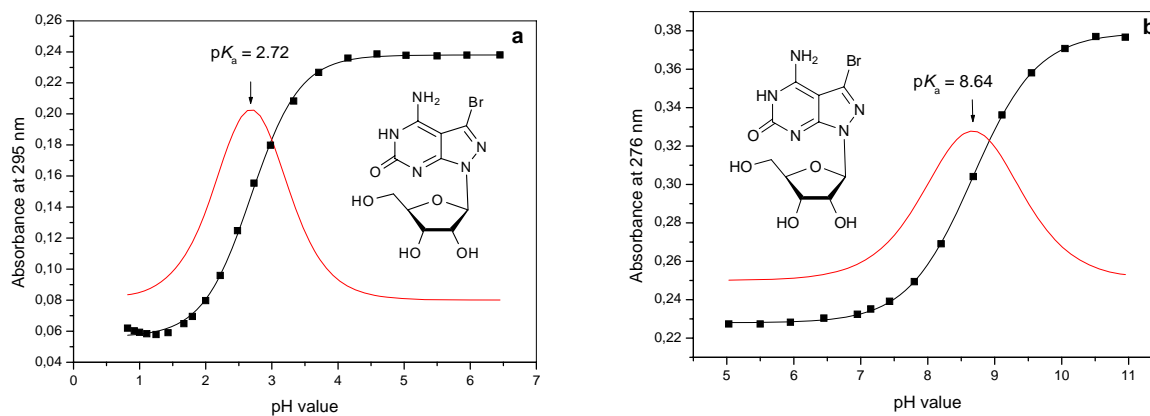 a
pKa = 2.72
Absorbance at 295 nm
0,26
0,24
0,22
0,20
0,18
0,16
0,14
0,12
0,10
0,08
0,06
0,04
0 1 2 3 4 5 6 7
pH value
NH2
Br
HN
N
O
N
N
HO
O
HO
OH
b
pKa = 8.64
Absorbance at 276 nm
0,38
0,36
0,34
0,32
0,30
0,28
0,26
0,24
0,22
5 6 7 8 9 10 11
pH value
NH2
Br
HN
N
O
N
N
HO
O
HO
OH